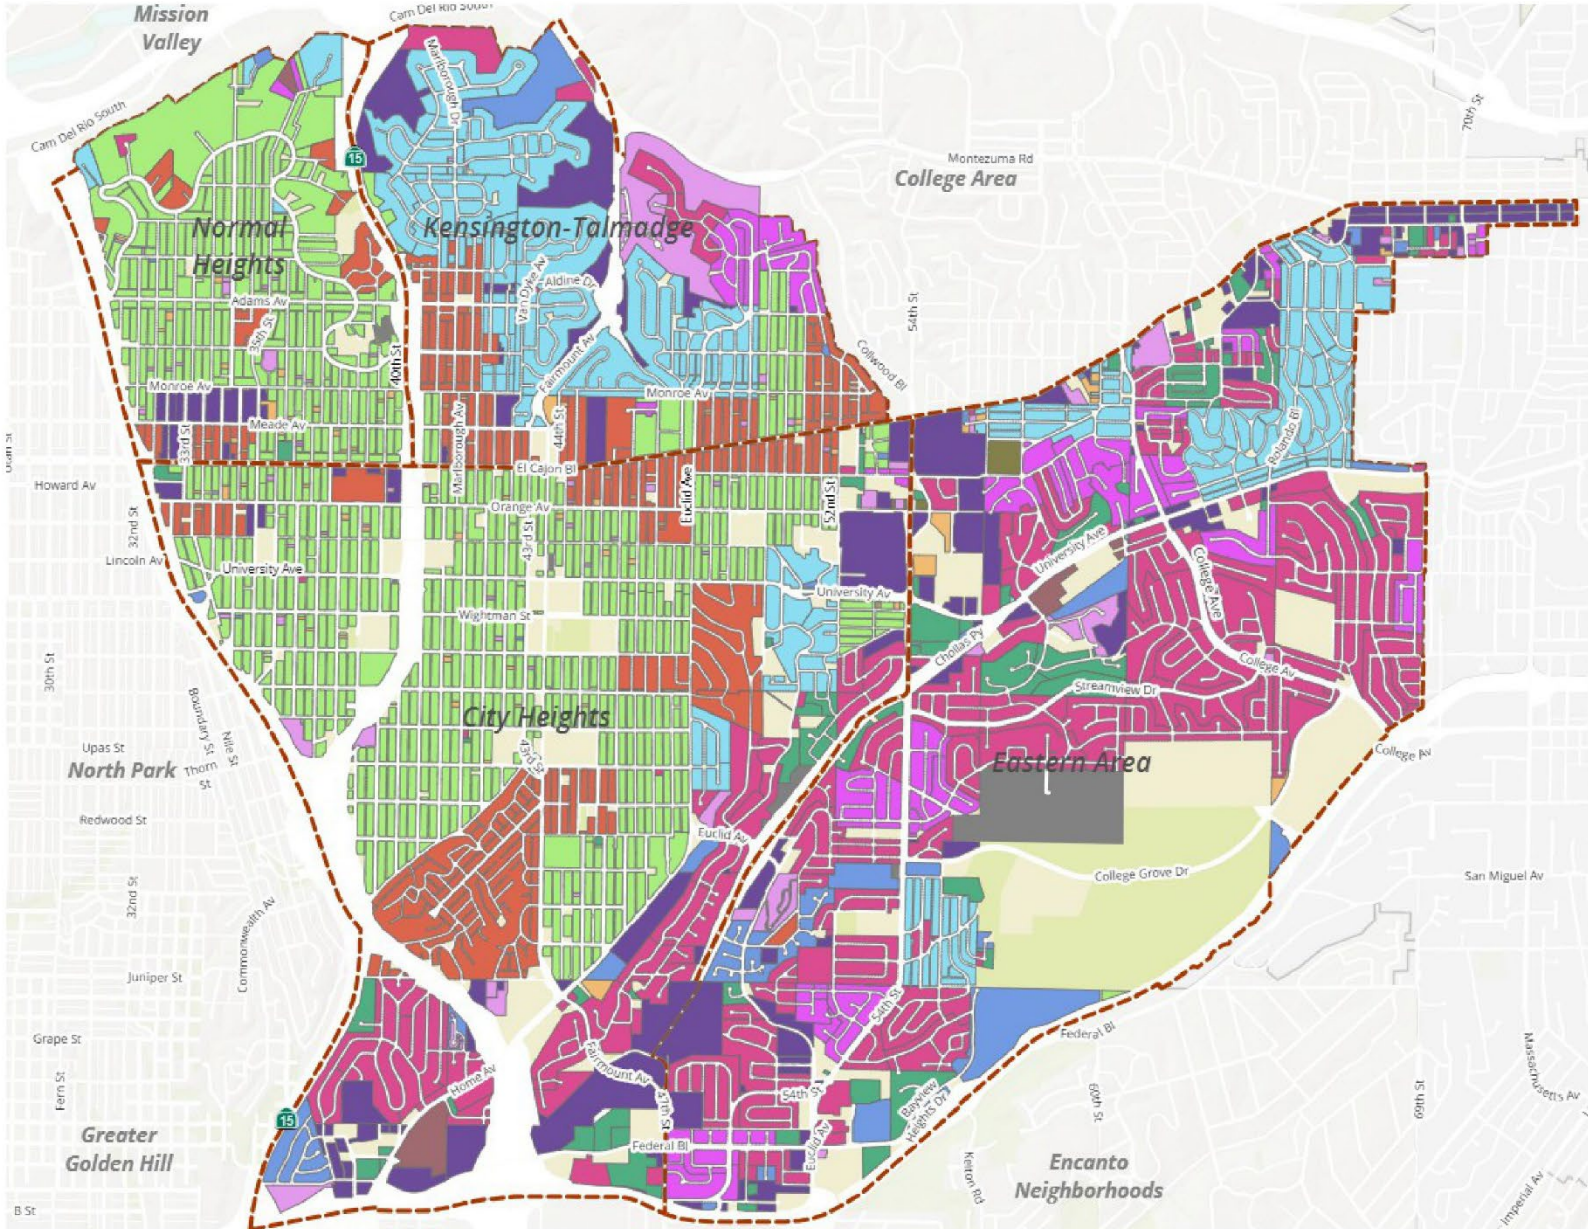 Mission
Valley
Cam Del Rio South
Cam Del Rio South
Marlborough Dr
70th St
15
Montezuma Rd
College Area
Normal
Heights
Kensington-Talmadge
Van Dyke Av
Aldine Dr
Adams Av
35th St
54th St
Fairmount Av
40th St
Collwood Bl
Monroe Av
Monroe Av
Meade Av
33rd St
Marlborough Av
44th St
Rolando Bl
El Cajon Bl
Howard Av
Orange Av
Euclid Ave
52nd St
32nd St
43rd St
Lincoln Av
University Ave
University Ave
University Av
College Ave
Wightman St
Chollas Py
College Av
30th St
Streamview Dr
City Heights
Boundary St
Nile St
Upas St
North Park
Thorn
St
43rd St
Eastern Area
College Av
Redwood St
Euclid Av
College Grove Dr
San Miguel Av
32nd St
Commonwealth Av
Juniper St
54th St
Grape St
Federal Bl
Fern St
Home Av
Fairmount Av
47th St
54th St
Bayview
Heights Dr
60th St
69th St
Massachusetts Av
15
Greater
Golden Hill
Federal Bl
Euclid Av
Kelton Rd
Encanto
Neighborhoods
Imperial Av
B St